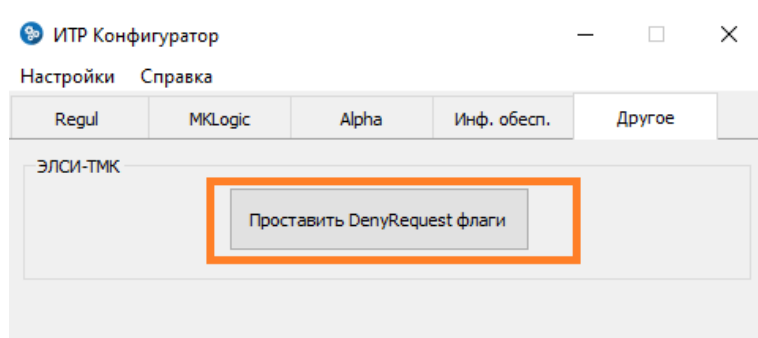 ИТР Конфигуратор
Настройки Справка
Regul MKLogic Alpha Инф. обесп. Другое
ЭЛСИ-ТМК
Проставить DenyRequest флаги